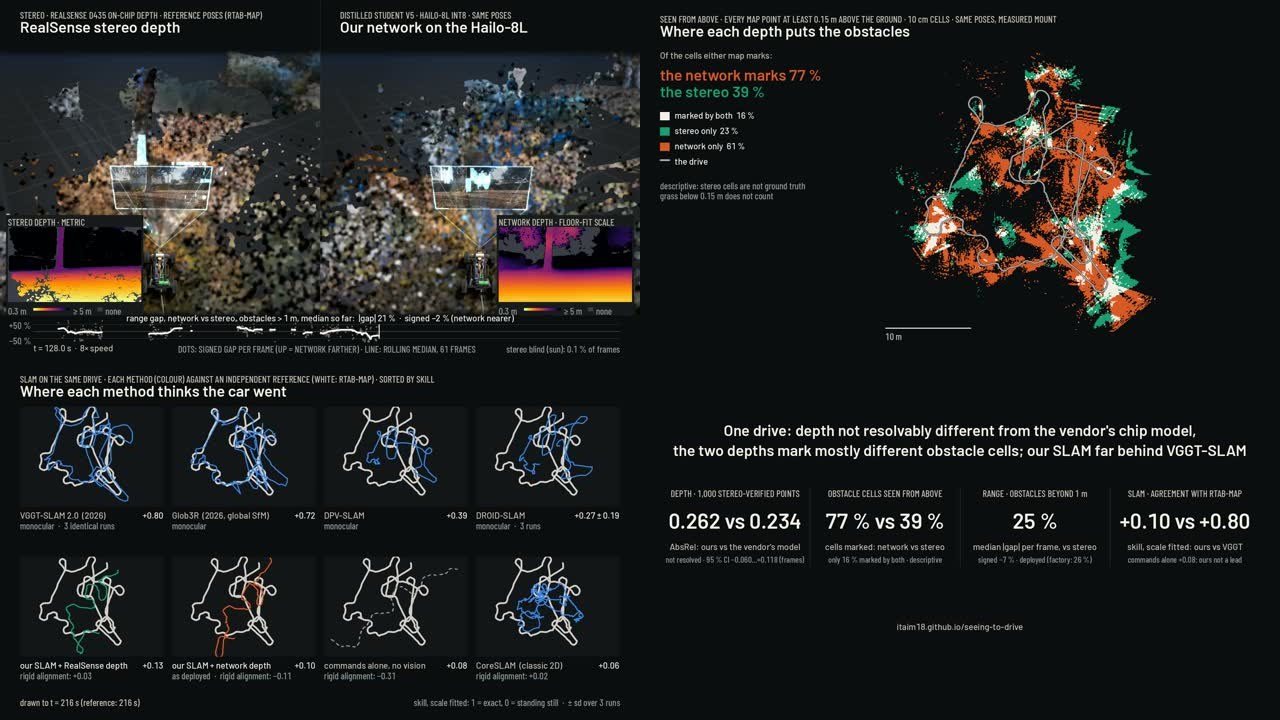 STEREO · REALSENSE D435 ON-CHIP DEPTH · REFERENCE POSES (RTAB-MAP)
RealSense stereo depth
DISTILLED STUDENT V5 · HAILO-8L INT8 · SAME POSES
Our network on the Hailo-8L
STEREO DEPTH · METRIC
0.3 m ≥ 5 m none
NETWORK DEPTH · FLOOR-FIT SCALE
0.3 m ≥ 5 m none
range gap, network vs stereo, obstacles > 1 m, median so far: |gap| 21 % · signed −2 % (network nearer)
+50 %
−50 %
t = 128.0 s · 8× speed
DOTS: SIGNED GAP PER FRAME (UP = NETWORK FARTHER) · LINE: ROLLING MEDIAN, 61 FRAMES
stereo blind (sun): 0.1 % of frames
SEEN FROM ABOVE · EVERY MAP POINT AT LEAST 0.15 m ABOVE THE GROUND · 10 cm CELLS · SAME POSES, MEASURED MOUNT
Where each depth puts the obstacles
Of the cells either map marks:
the network marks 77 %
the stereo 39 %
marked by both 16 %
stereo only 23 %
network only 61 %
the drive
descriptive: stereo cells are not ground truth
grass below 0.15 m does not count
10 m
SLAM ON THE SAME DRIVE · EACH METHOD (COLOUR) AGAINST AN INDEPENDENT REFERENCE (WHITE: RTAB-MAP) · SORTED BY SKILL
Where each method thinks the car went
VGGT-SLAM 2.0 (2026) +0.80
monocular · 3 identical runs
Glob3R (2026, global SfM) +0.72
monocular
DPV-SLAM +0.39
monocular
DROID-SLAM +0.27 ± 0.19
monocular · 3 runs
our SLAM + RealSense depth +0.13
rigid alignment: +0.03
our SLAM + network depth +0.10
as deployed · rigid alignment: −0.11
commands alone, no vision +0.08
rigid alignment: −0.31
CoreSLAM (classic 2D) +0.06
rigid alignment: +0.02
drawn to t = 216 s (reference: 216 s)
skill, scale fitted: 1 = exact, 0 = standing still · ± sd over 3 runs
One drive: depth not resolvably different from the vendor's chip model,
the two depths mark mostly different obstacle cells; our SLAM far behind VGGT-SLAM
DEPTH · 1,000 STEREO-VERIFIED POINTS
0.262 vs 0.234
AbsRel: ours vs the vendor's model
not resolved · 95 % CI −0.060…+0.118 (frames)
OBSTACLE CELLS SEEN FROM ABOVE
77 % vs 39 %
cells marked: network vs stereo
only 16 % marked by both · descriptive
RANGE · OBSTACLES BEYOND 1 m
25 %
median |gap| per frame, vs stereo
signed −7 % · deployed (factory: 26 %)
SLAM · AGREEMENT WITH RTAB-MAP
+0.10 vs +0.80
skill, scale fitted: ours vs VGGT
commands alone +0.08: ours not a lead
itaim18.github.io/seeing-to-drive